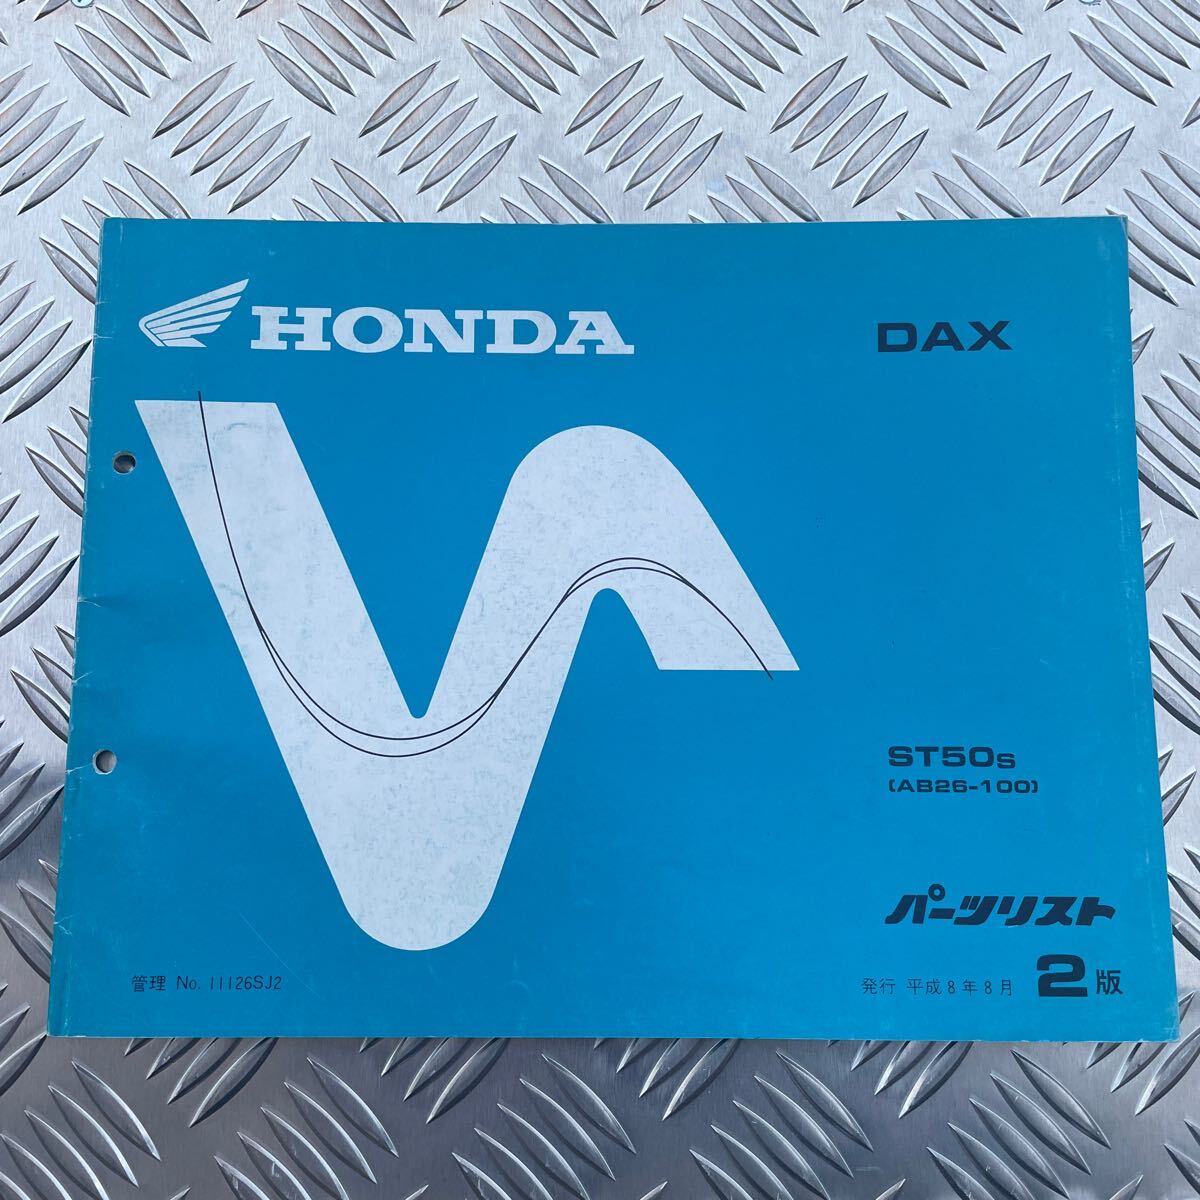 HONDA
DAX
ST50s
(AB26-100)
パーツリスト
管理 No. 11126SJ2
発行 平成8年8月 2版